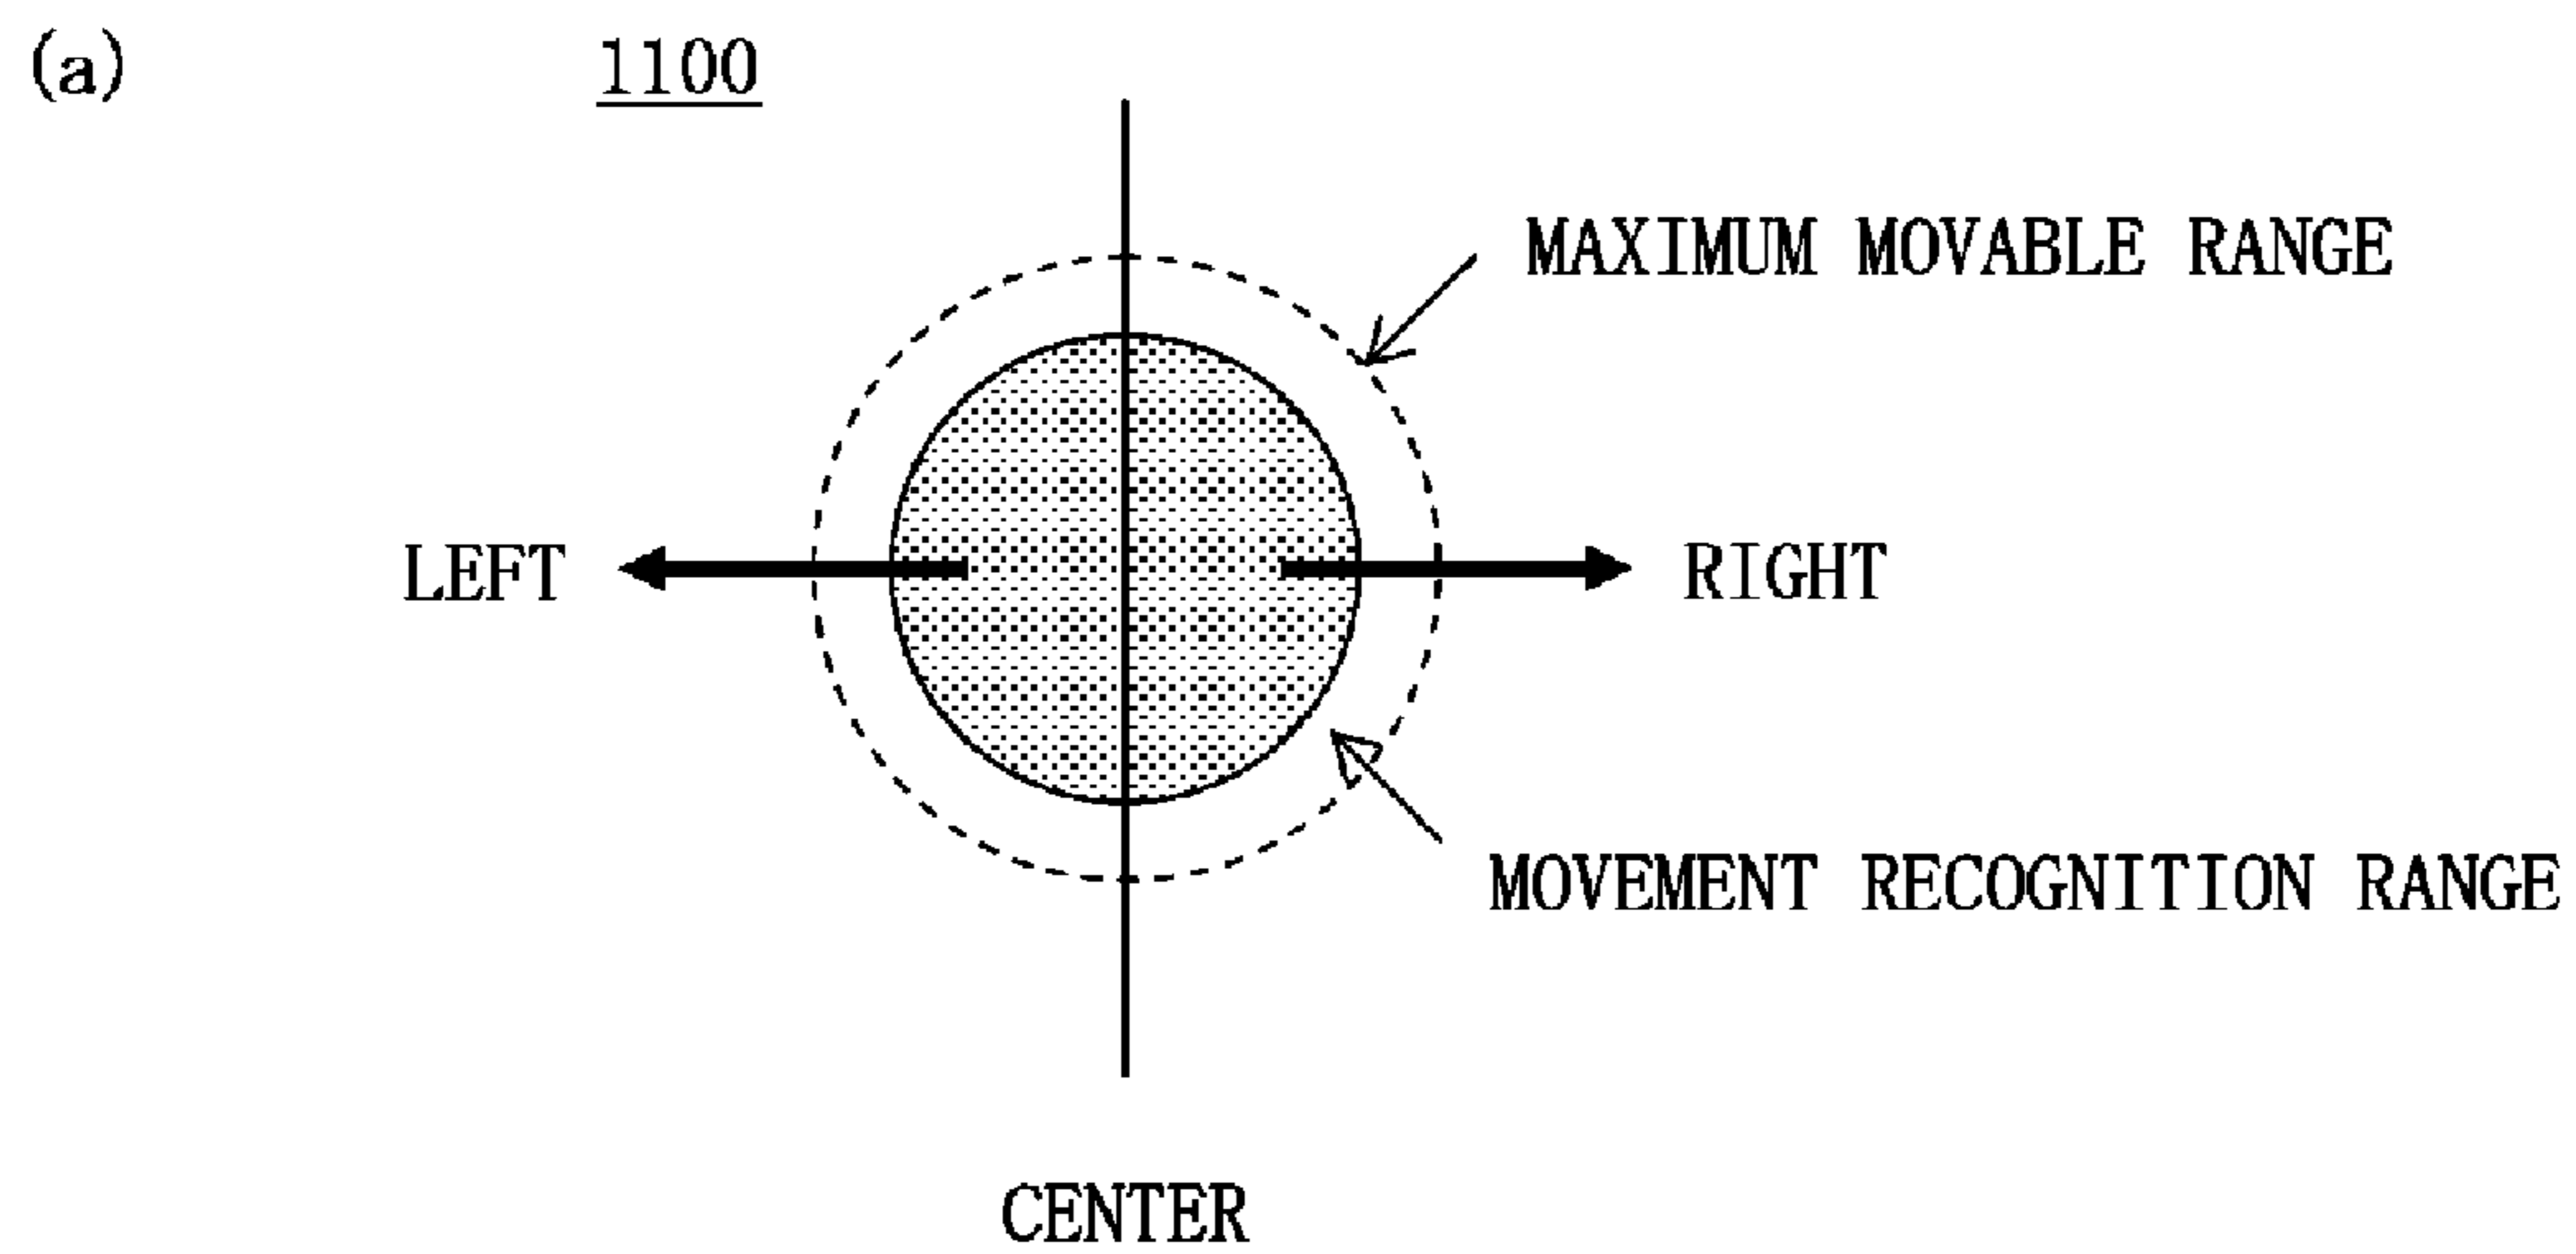 (a)
1100
MAXIMUM MOVABLE RANGE
LEFT
RIGHT
MOVEMENT RECOGNITION RANGE
CENTER